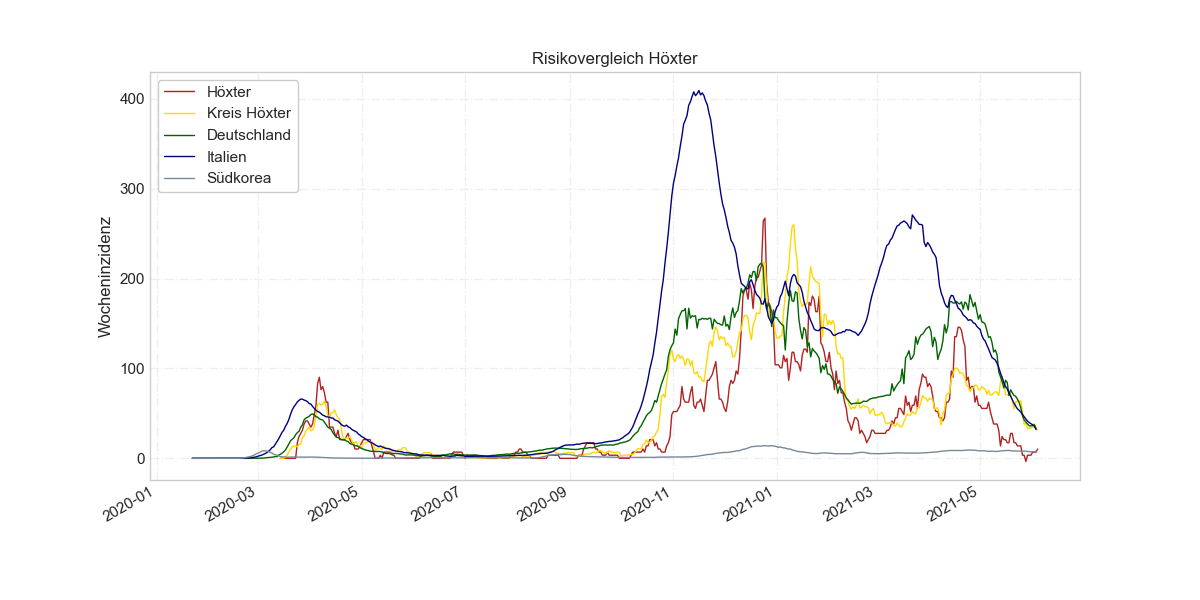 Risikovergleich Höxter
Höxter
Kreis Höxter
Deutschland
Italien
Südkorea
Wocheninzidenz
400
300
200
100
0
2020-01
2020-03
2020-05
2020-07
2020-09
2020-11
2021-01
2021-03
2021-05